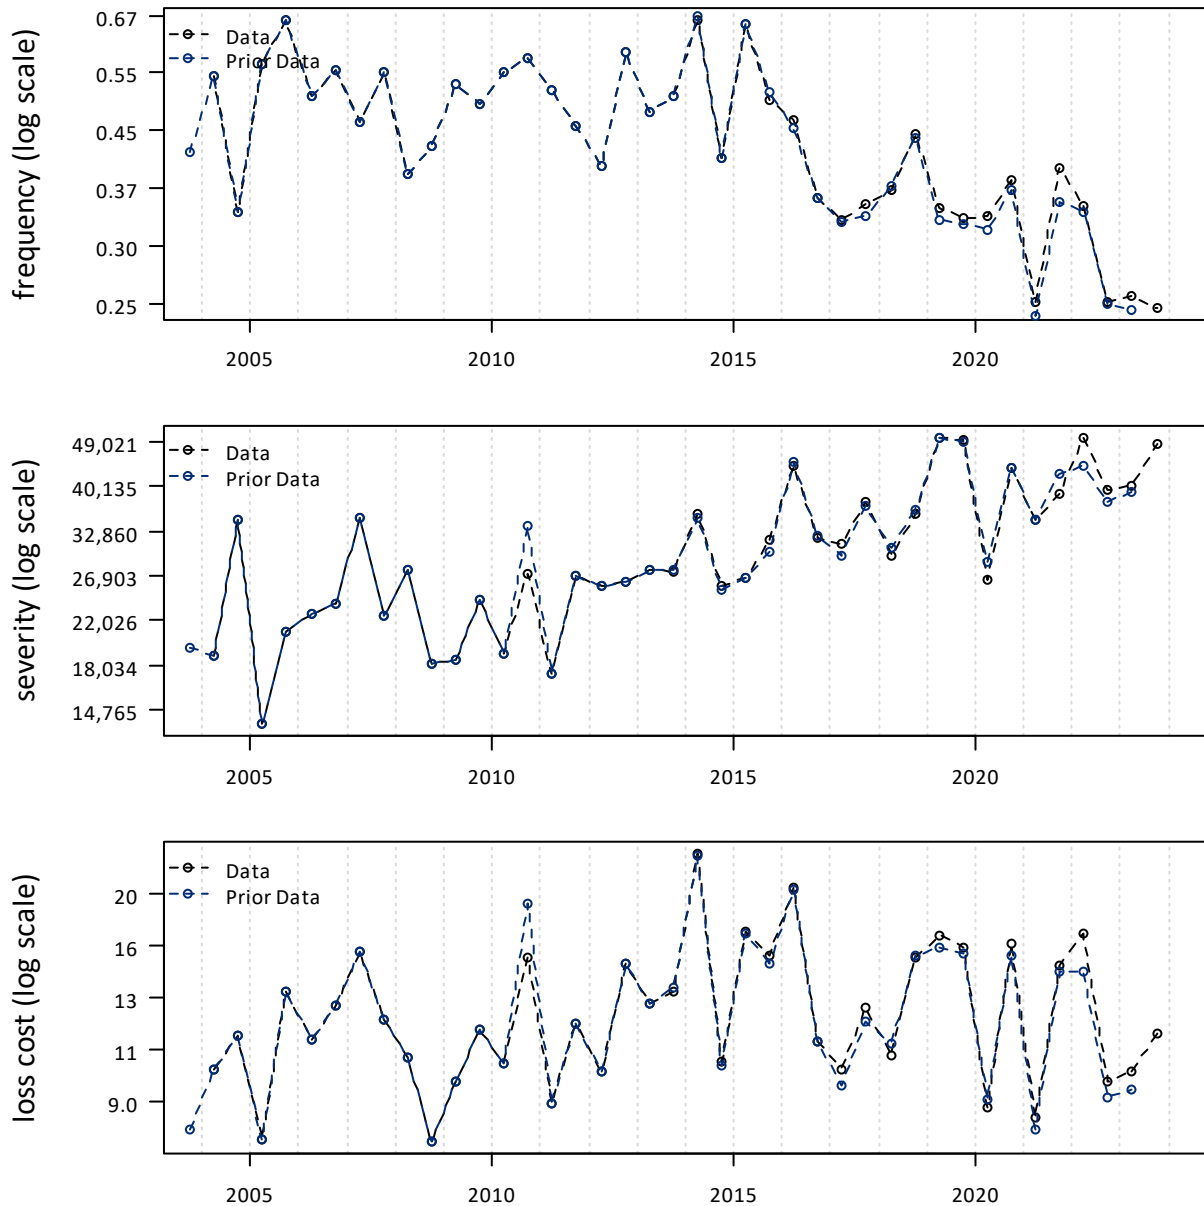 frequency (log scale)
0.67
0.55
0.45
0.37
0.30
0.25
Data
Prior Data
2005 2010 2015 2020
severity (log scale)
49,021
40,135
32,860
26,903
22,026
18,034
14,765
Data
Prior Data
2005 2010 2015 2020
loss cost (log scale)
20
16
13
11
9.0
Data
Prior Data
2005 2010 2015 2020